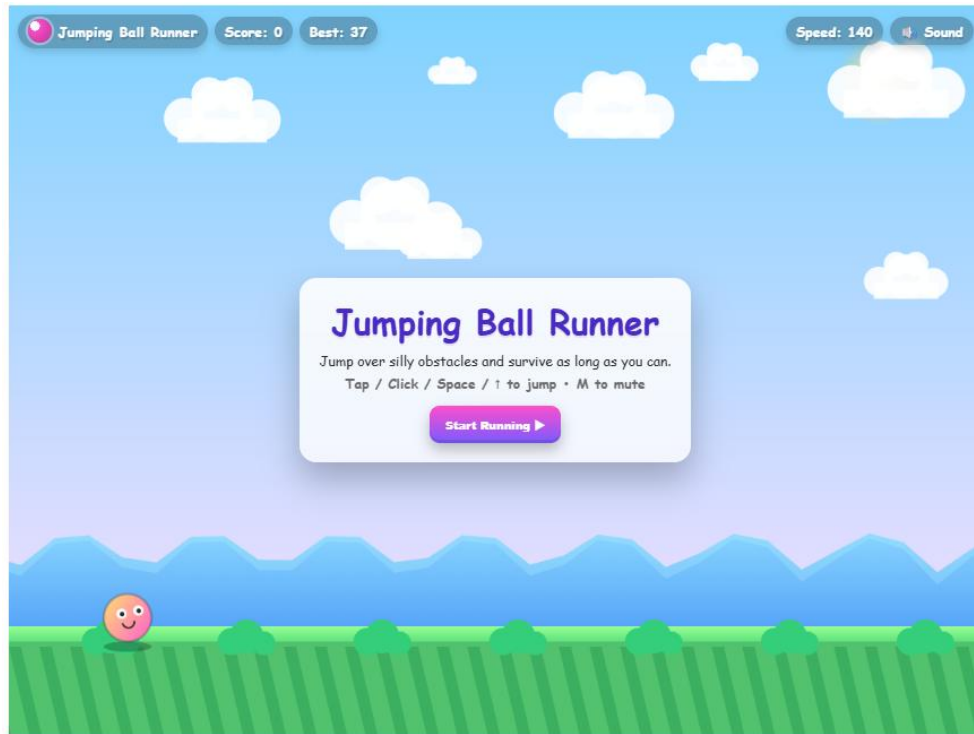 Jumping Ball Runner
Score: 0
Best: 37
Speed: 140
Sound
Jumping Ball Runner
Jump over silly obstacles and survive as long as you can.
Tap / Click / Space / ↑ to jump • M to mute
Start Running ▶